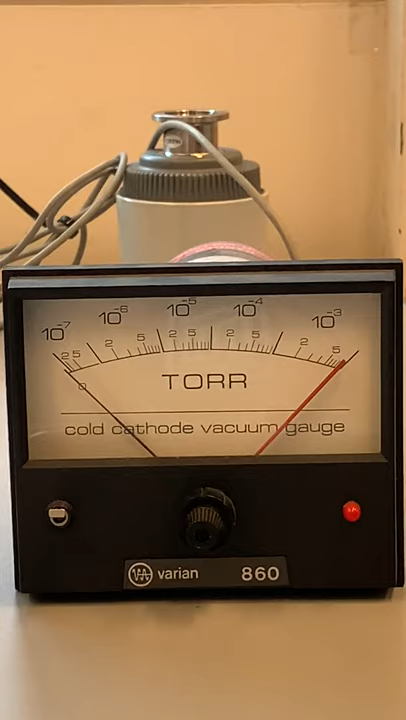 10⁻⁷ 10⁻⁶ 10⁻⁵ 10⁻⁴ 10⁻³
2 5 2 5 2 5 2 5 2 5
0
TORR
cold cathode vacuum gauge
varian 860